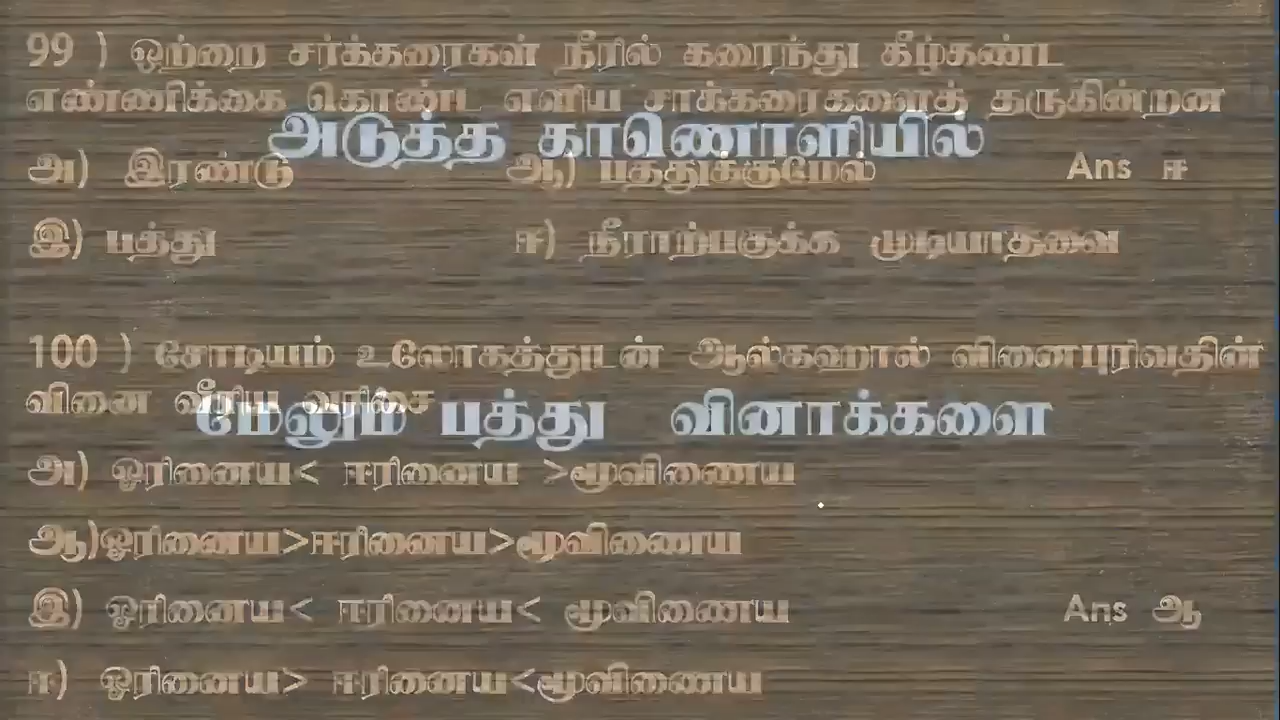 99 ) ஒற்றை சர்க்கரைகள் நீரில் கரைந்து கீழ்கண்ட
எண்ணிக்கை கொண்ட எளிய சர்க்கரைகளைத் தருகின்றன
அடுத்த காணொளியில்
அ) இரண்டு ஆ) பத்துக்குமேல் Ans ஈ
இ) பத்து ஈ) நீராற்பகுக்க முடியாதவை
100 ) சோடியம் உலோகத்துடன் ஆல்கஹால் வினைபுரிவதின்
வினை வீரிய வரிசை
மேலும் பத்து வினாக்களை
அ) ஓரினைய< ஈரினைய >மூவிணைய
ஆ)ஓரினைய>ஈரினைய>மூவிணைய
இ) ஓரினைய< ஈரினைய< மூவிணைய Ans ஆ
ஈ) ஓரினைய> ஈரினைய<மூவிணைய